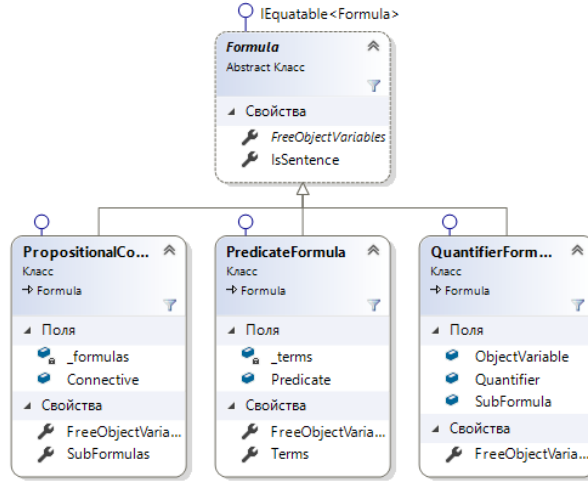 IEquatable<Formula>
Formula
Abstract Класс
Свойства
FreeObjectVariables
IsSentence
PropositionalCo...
Класс
Formula
Поля
_formulas
Connective
Свойства
FreeObjectVaria...
SubFormulas
PredicateFormula
Класс
Formula
Поля
_terms
Predicate
Свойства
FreeObjectVaria...
Terms
QuantifierForm...
Класс
Formula
Поля
ObjectVariable
Quantifier
SubFormula
Свойства
FreeObjectVaria...